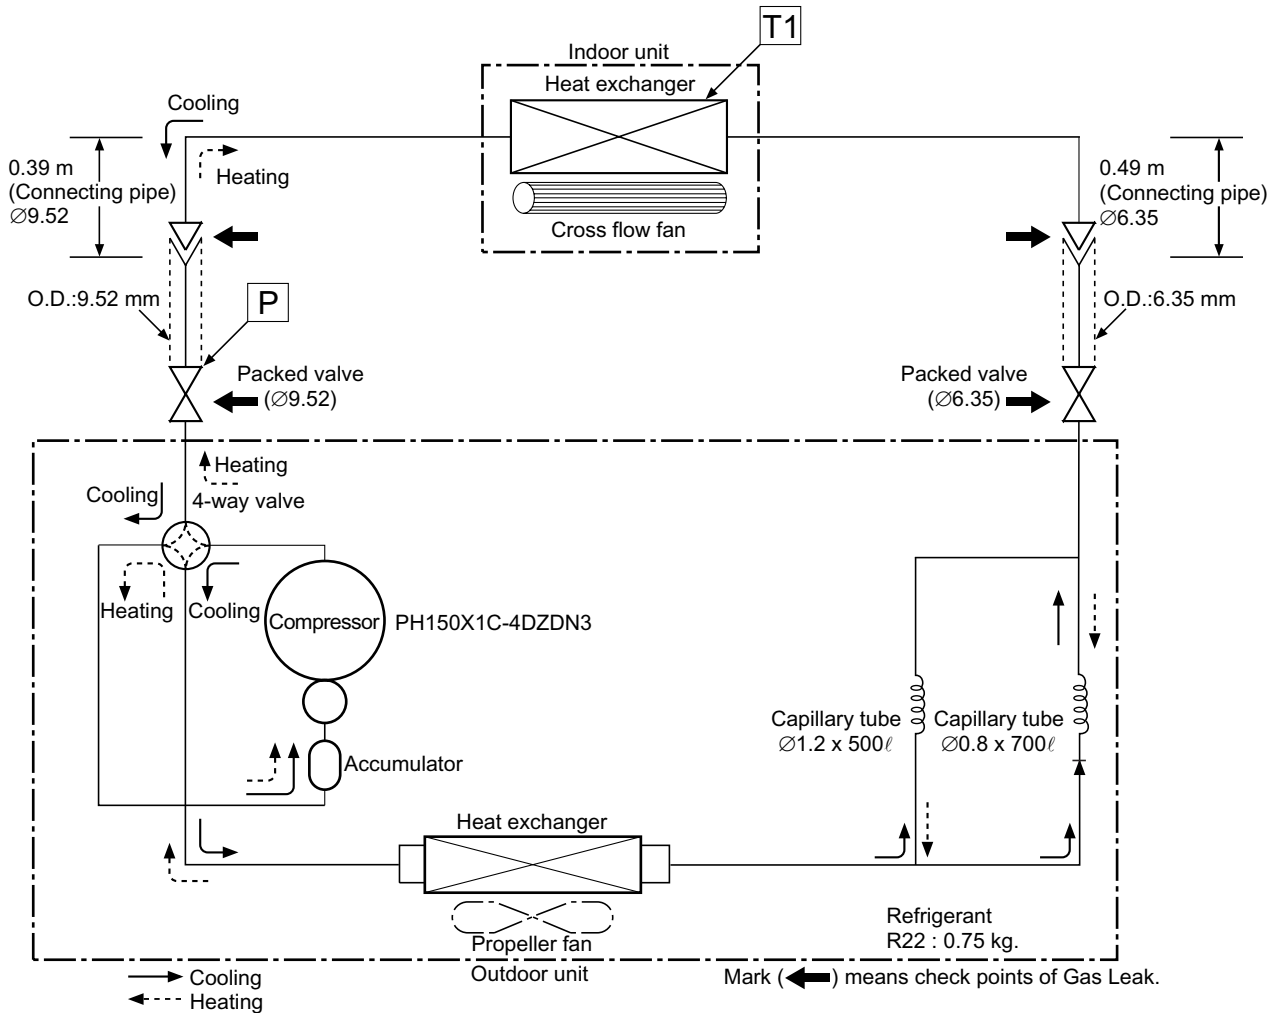 T1
Indoor unit
Heat exchanger
Cooling
Heating
0.39 m
(Connecting pipe)
∅9.52
0.49 m
(Connecting pipe)
∅6.35
Cross flow fan
O.D.:9.52 mm
P
O.D.:6.35 mm
Packed valve
(∅9.52)
Packed valve
(∅6.35)
Heating
Cooling
4-way valve
Heating
Cooling
Compressor
PH150X1C-4DZDN3
Capillary tube
∅1.2 x 500ℓ
Capillary tube
∅0.8 x 700ℓ
Accumulator
Heat exchanger
Propeller fan
Refrigerant
R22 : 0.75 kg.
Outdoor unit
Cooling
Heating
Mark (⬅) means check points of Gas Leak.